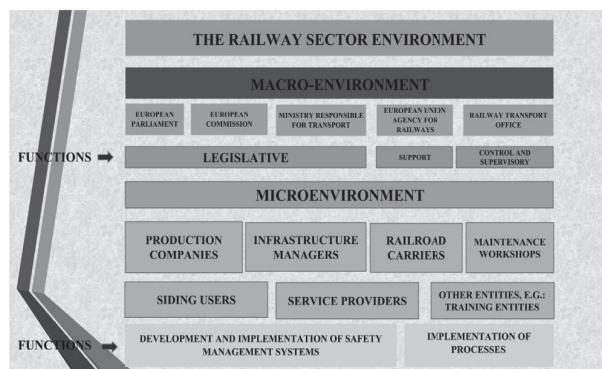 THE RAILWAY SECTOR ENVIRONMENT
MACRO-ENVIRONMENT
EUROPEAN
PARLIAMENT
EUROPEAN
COMMISSION
MINISTRY RESPONSIBLE
FOR TRANSPORT
EUROPEAN UNION
AGENCY FOR
RAILWAYS
RAILWAY TRANSPORT
OFFICE
FUNCTIONS
LEGISLATIVE
SUPPORT
CONTROL AND
SUPERVISORY
MICROENVIRONMENT
PRODUCTION
COMPANIES
INFRASTRUCTURE
MANAGERS
RAILROAD
CARRIERS
MAINTENANCE
WORKSHOPS
SIDING USERS
SERVICE PROVIDERS
OTHER ENTITIES, E.G.:
TRAINING ENTITIES
FUNCTIONS
DEVELOPMENT AND IMPLEMENTATION OF SAFETY
MANAGEMENT SYSTEMS
IMPLEMENTATION OF
PROCESSES